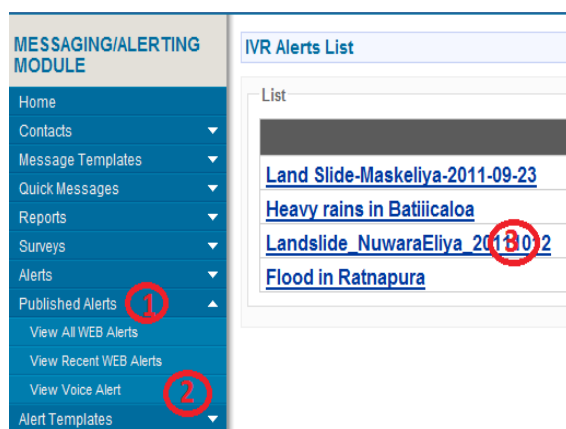 MESSAGING/ALERTING
MODULE
Home
Contacts
Message Templates
Quick Messages
Reports
Surveys
Alerts
Published Alerts 1
View All WEB Alerts
View Recent WEB Alerts
View Voice Alert 2
Alert Templates
IVR Alerts List
List
Land Slide-Maskeliya-2011-09-23
Heavy rains in Batiiicaloa
Landslide_NuwaraEliya_20111012
3
Flood in Ratnapura